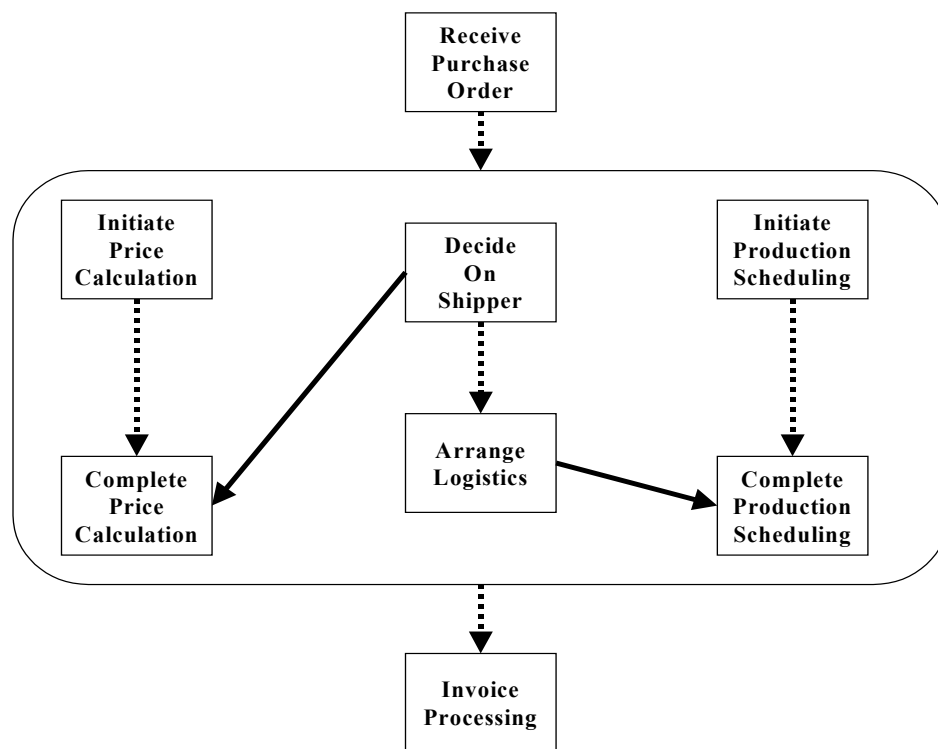 Receive
Purchase
Order
Initiate
Price
Calculation
Decide
On
Shipper
Initiate
Production
Scheduling
Arrange
Logistics
Complete
Price
Calculation
Complete
Production
Scheduling
Invoice
Processing